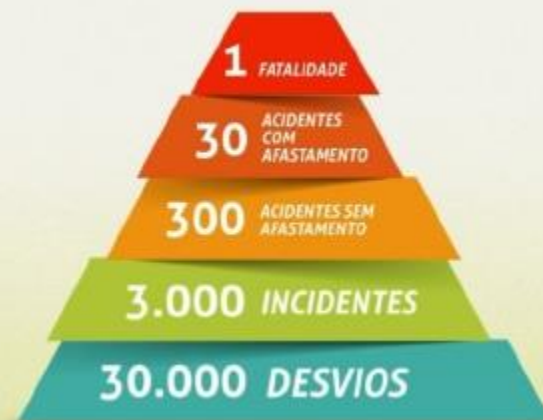 1 FATALIDADE
30 ACIDENTES
COM
AFASTAMENTO
300 ACIDENTES SEM
AFASTAMENTO
3.000 INCIDENTES
30.000 DESVIOS